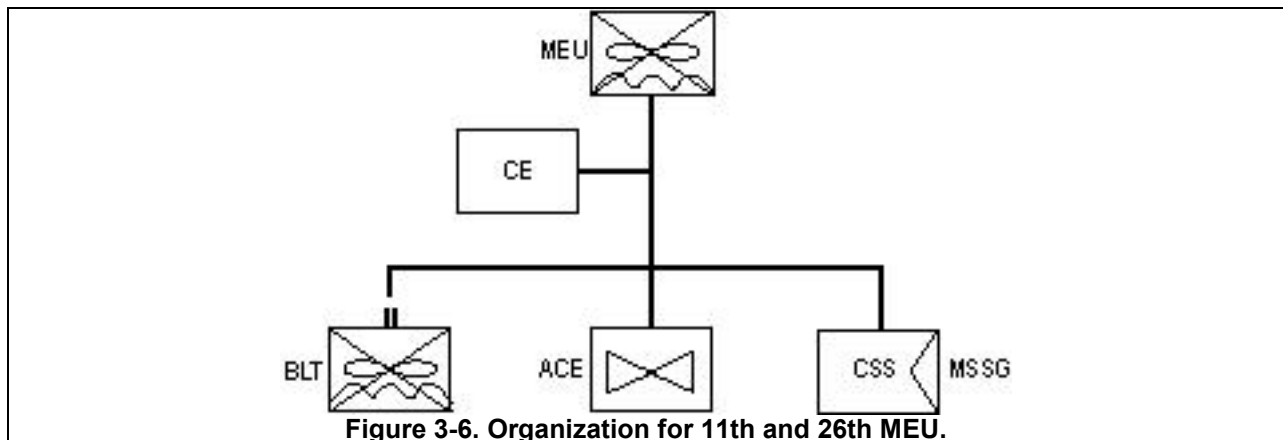 MEU
CE
BLT
ACE
CSS
MSSG
Figure 3-6. Organization for 11th and 26th MEU.